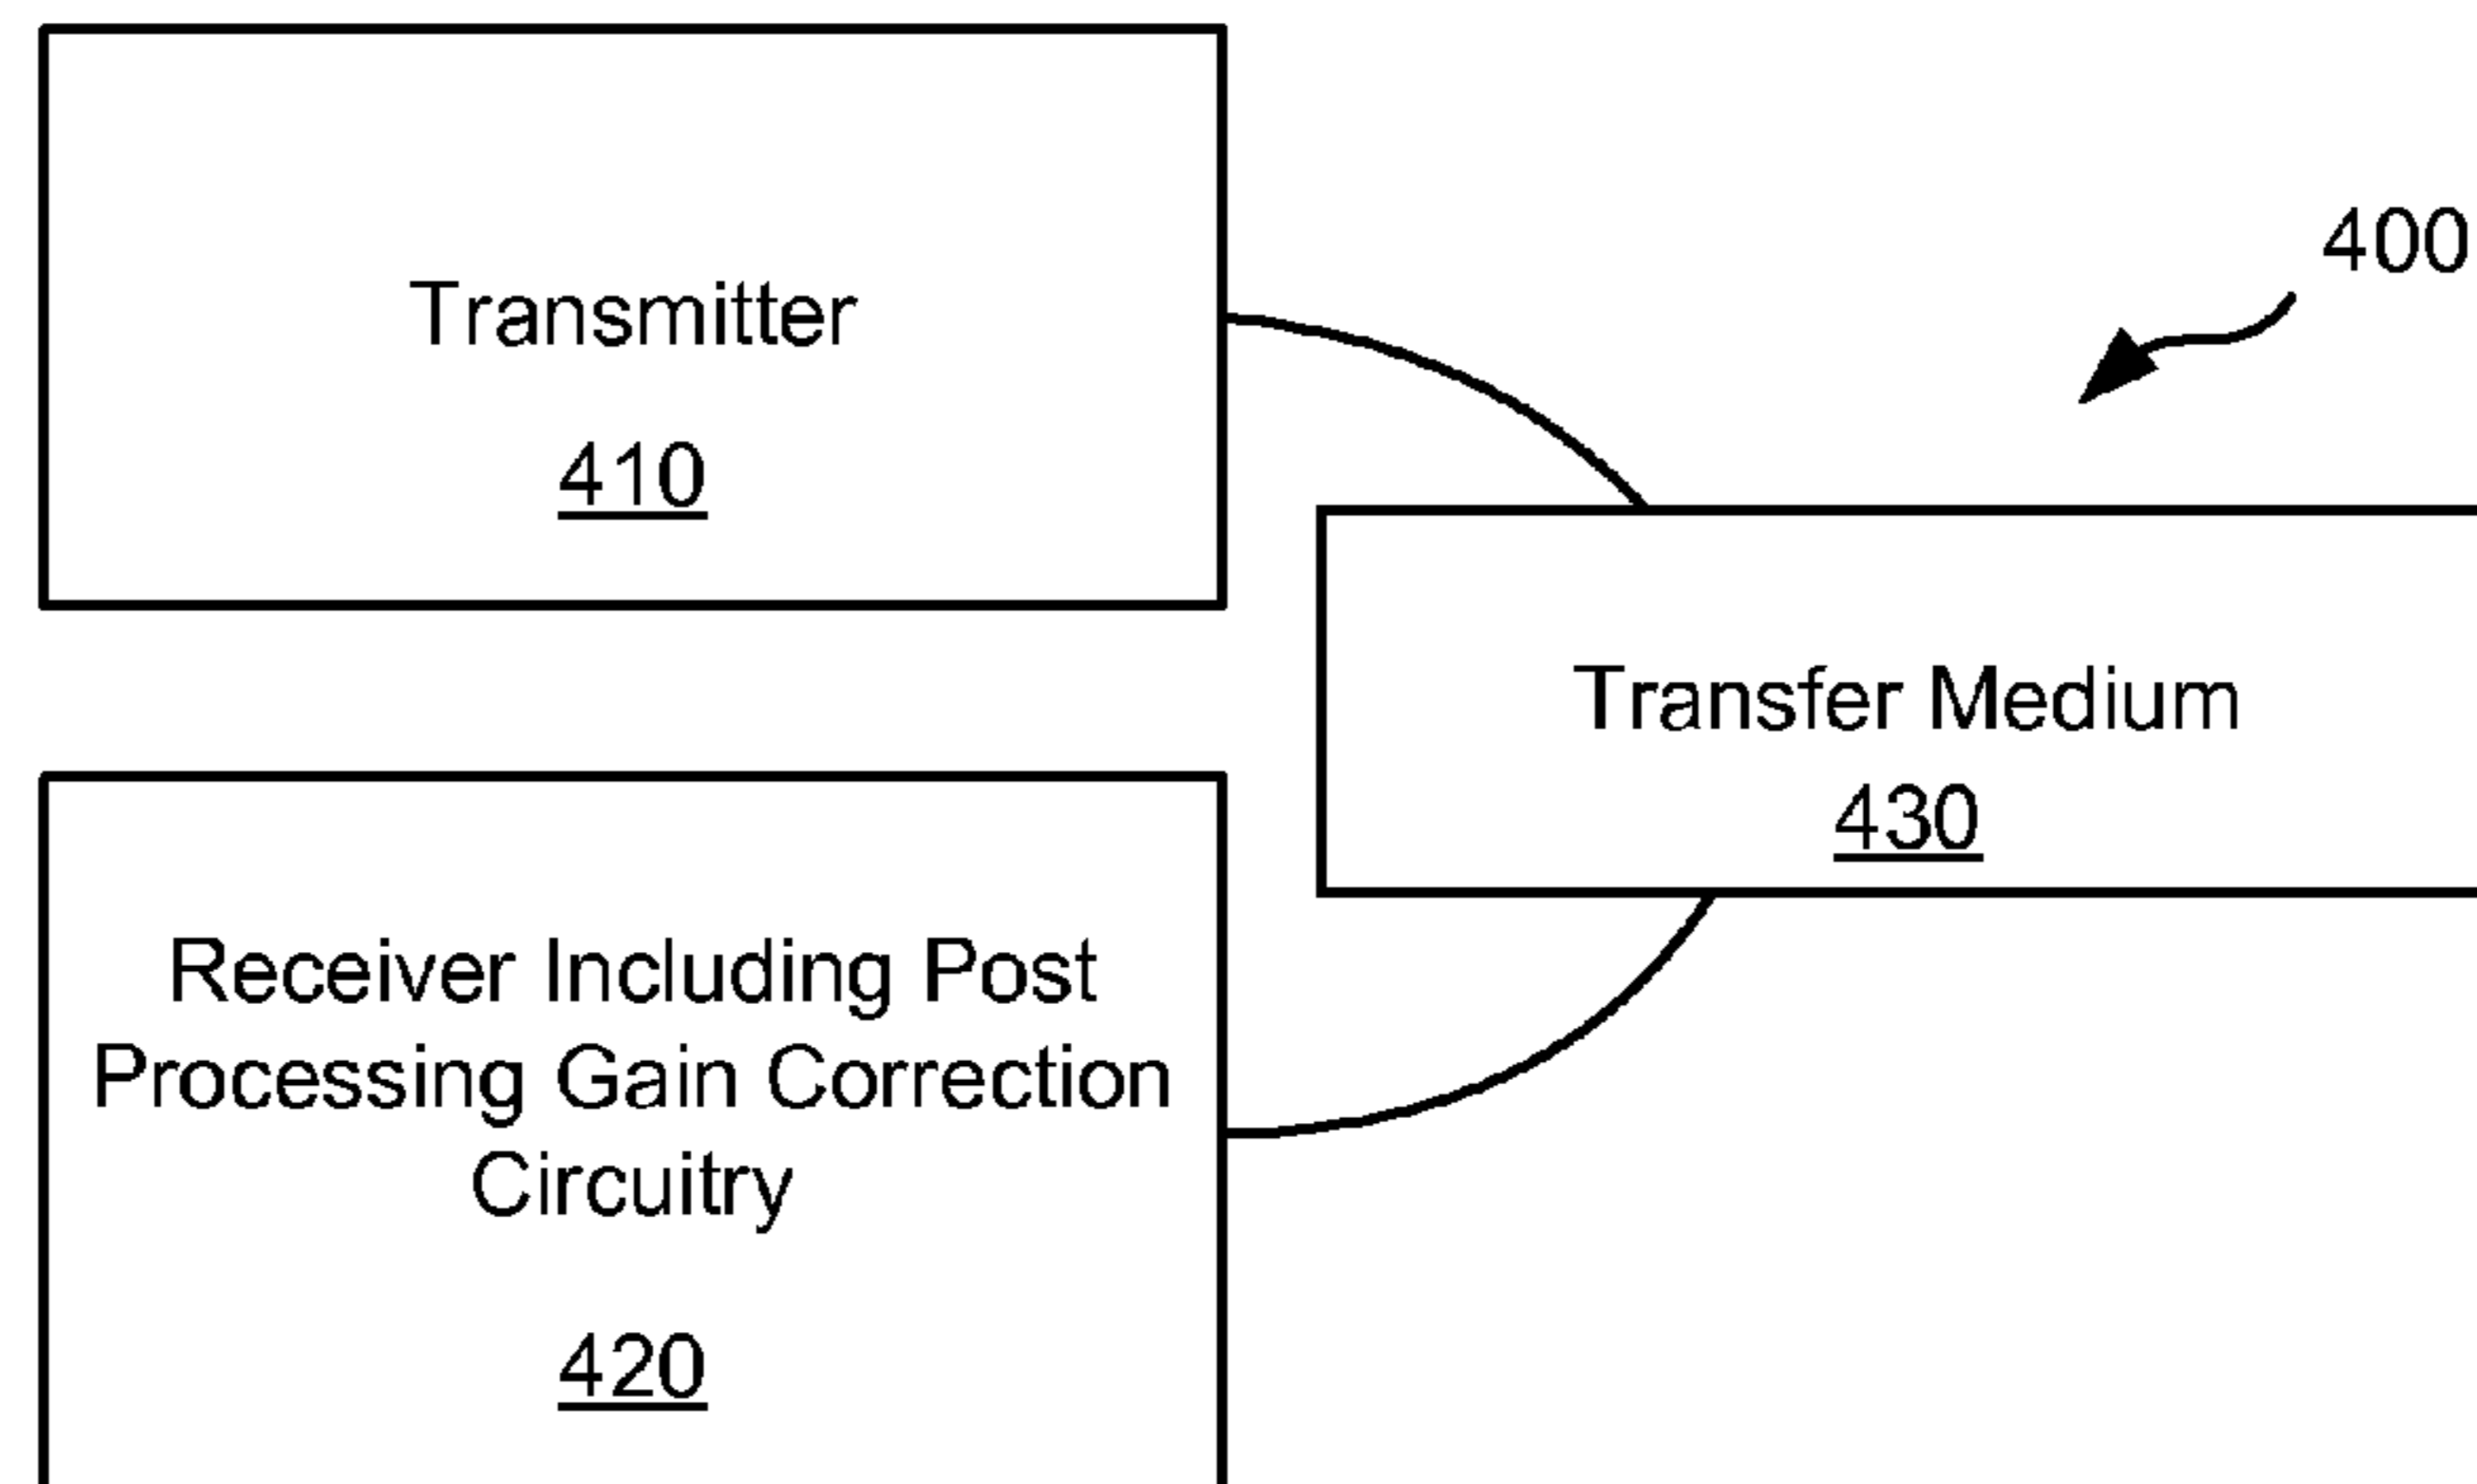 Transmitter
410
400
Transfer Medium
430
Receiver Including Post
Processing Gain Correction
Circuitry
420